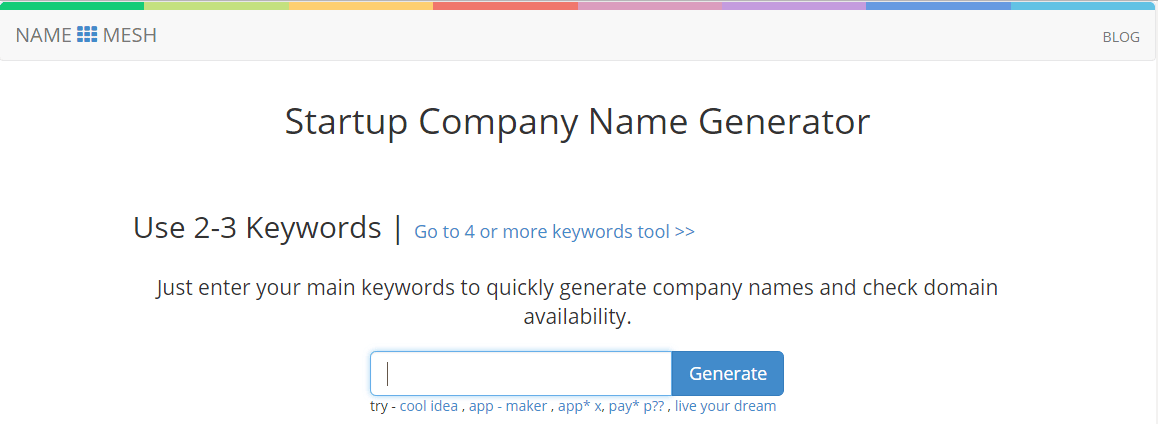 NAME MESH
BLOG
Startup Company Name Generator
Use 2-3 Keywords | Go to 4 or more keywords tool >>
Just enter your main keywords to quickly generate company names and check domain
availability.
Generate
try - cool idea , app - maker , app* x, pay* p?? , live your dream